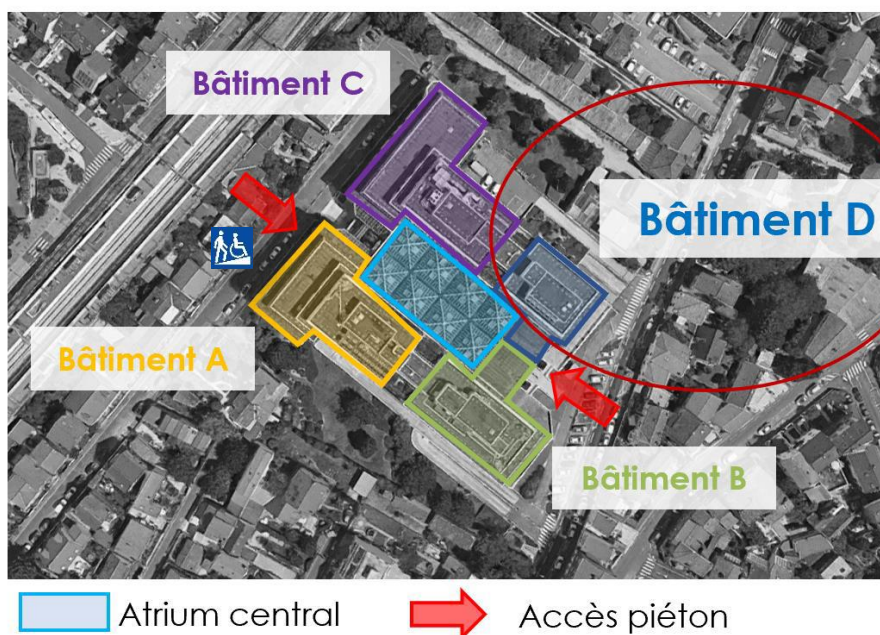 Bâtiment C
Bâtiment D
Bâtiment A
Bâtiment B
Atrium central
Accès piéton